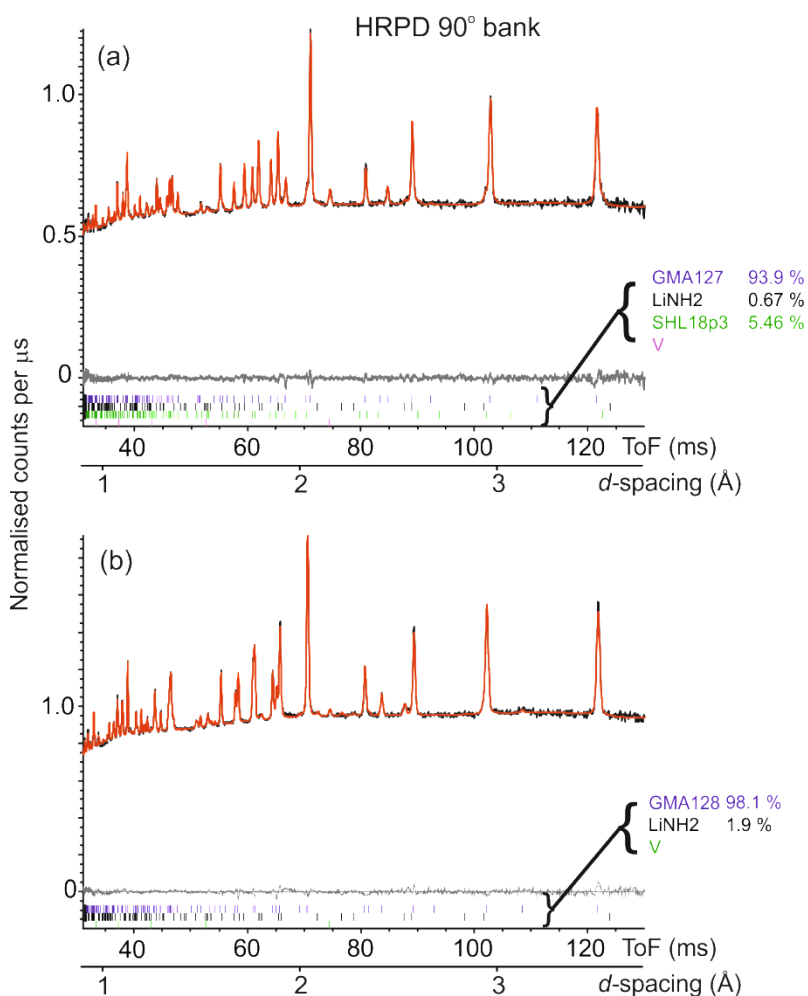 HRPD 90° bank
(a)
1.0
0.5
0
GMA127 93.9 %
LiNH2 0.67 %
SHL18p3 5.46 %
V
40 60 80 100 120 ToF (ms)
1 2 3 d-spacing (Å)
Normalised counts per μs
(b)
1.0
0
GMA128 98.1 %
LiNH2 1.9 %
V
40 60 80 100 120 ToF (ms)
1 2 3 d-spacing (Å)